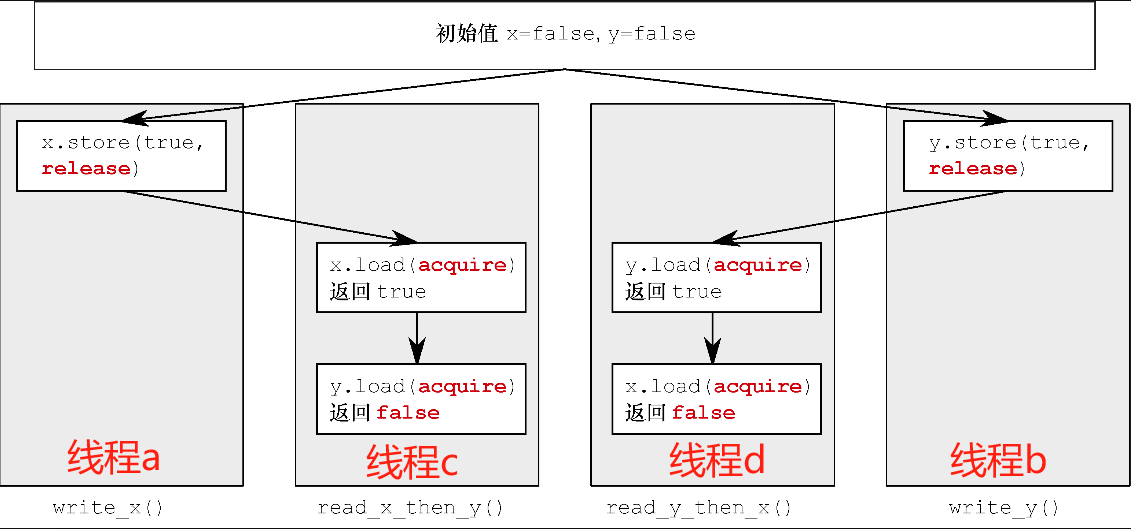 初始值 x=false, y=false
x.store(true,
release)
y.store(true,
release)
x.load(acquire)
返回 true
y.load(acquire)
返回 true
y.load(acquire)
返回 false
x.load(acquire)
返回 false
线程a
线程c
线程d
线程b
write_x()
read_x_then_y()
read_y_then_x()
write_y()